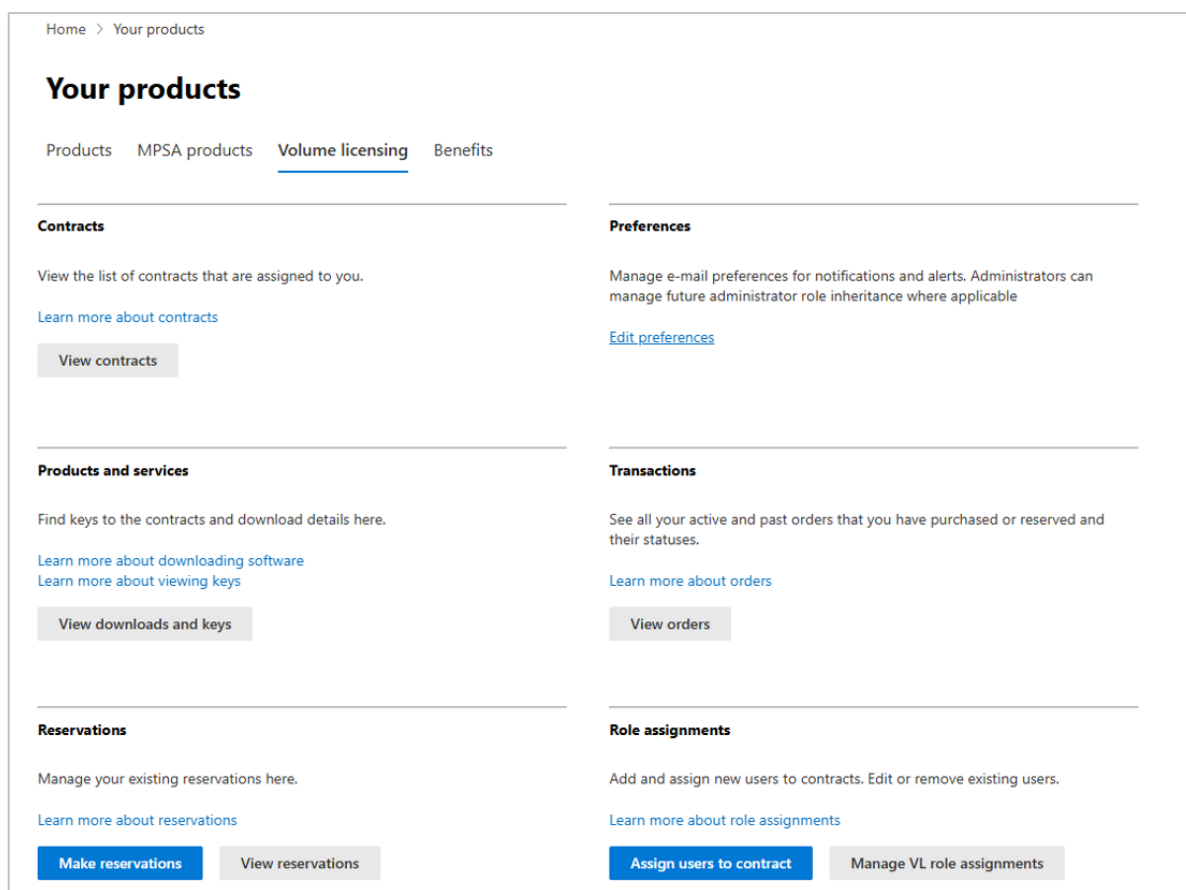 Home > Your products
Your products
Products MPSA products Volume licensing Benefits
Contracts
View the list of contracts that are assigned to you.
Learn more about contracts
View contracts
Preferences
Manage e-mail preferences for notifications and alerts. Administrators can
manage future administrator role inheritance where applicable
Edit preferences
Products and services
Find keys to the contracts and download details here.
Learn more about downloading software
Learn more about viewing keys
View downloads and keys
Transactions
See all your active and past orders that you have purchased or reserved and
their statuses.
Learn more about orders
View orders
Reservations
Manage your existing reservations here.
Learn more about reservations
Make reservations View reservations
Role assignments
Add and assign new users to contracts. Edit or remove existing users.
Learn more about role assignments
Assign users to contract Manage VL role assignments